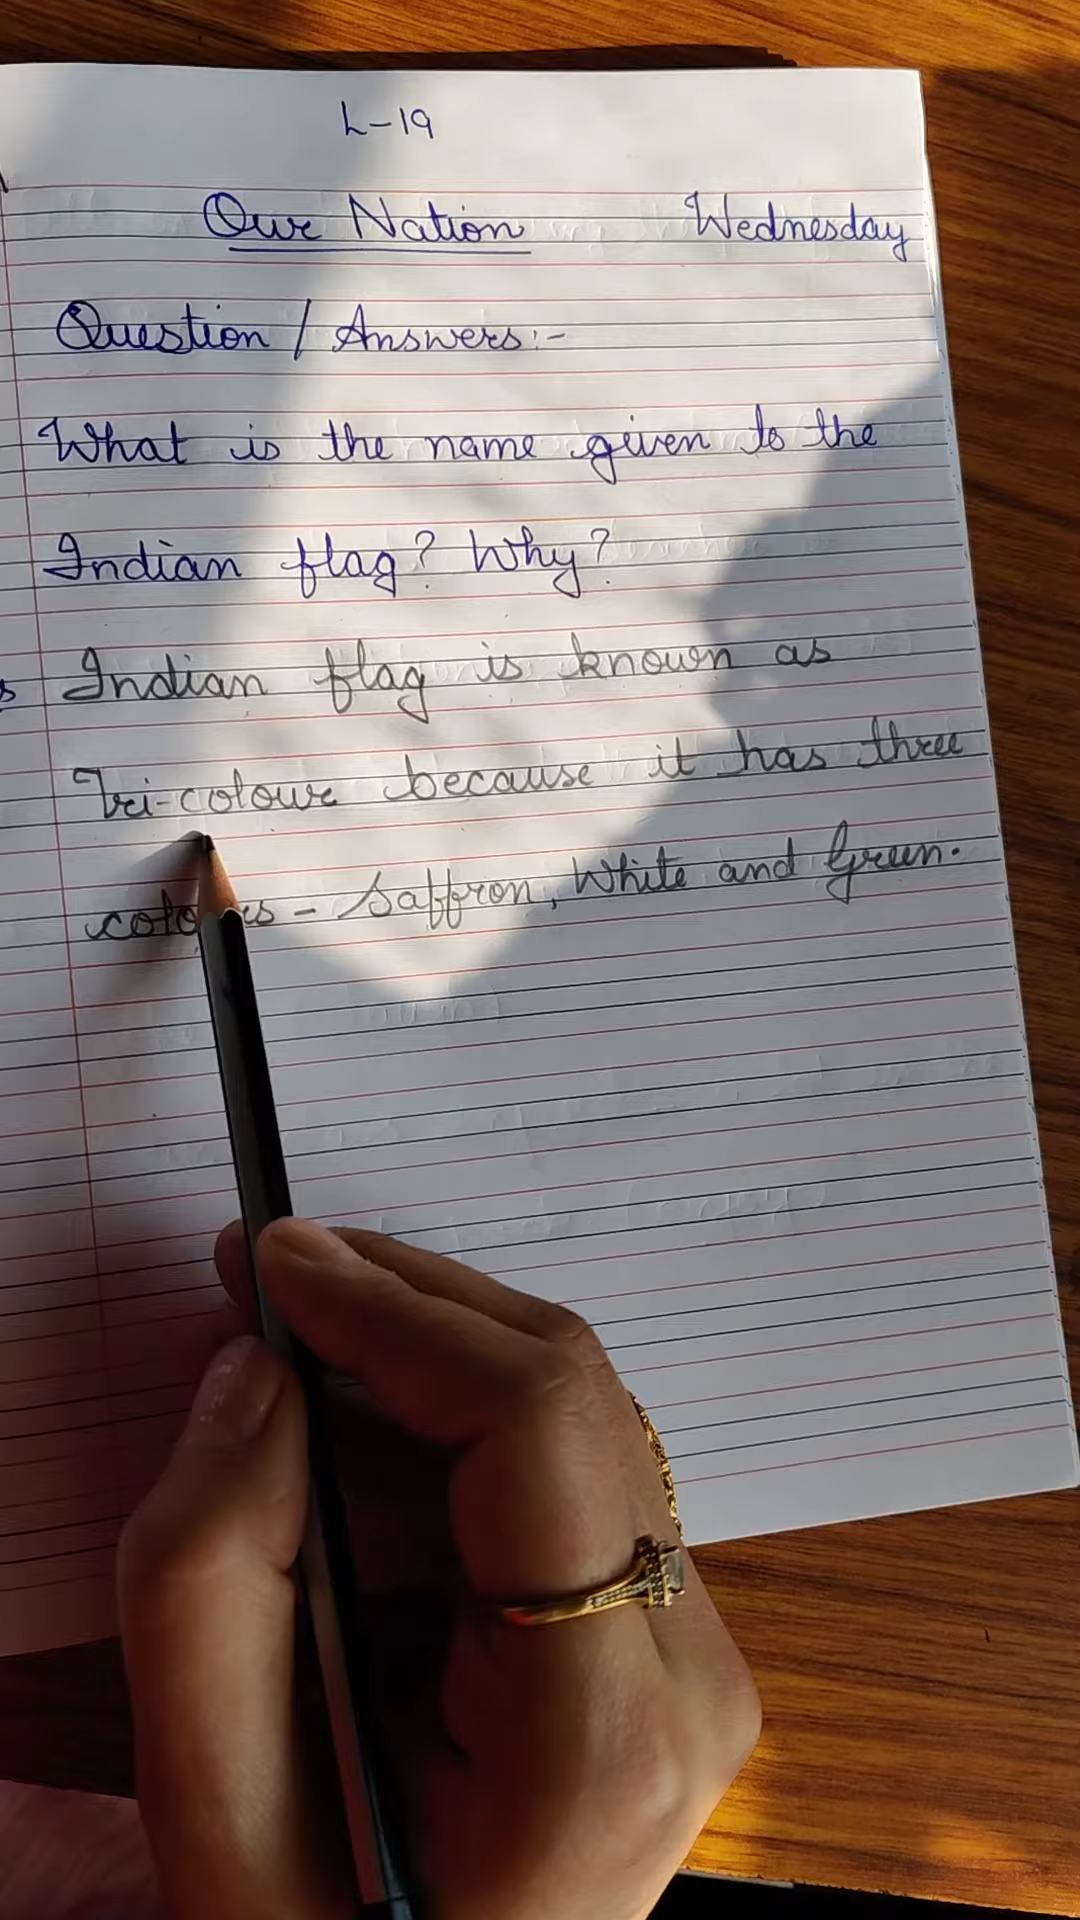 L-19
Our Nation Wednesday
Question / Answers:-
What is the name given to the
Indian flag? Why?
Indian flag is known as
Tri-colour because it has three
colours - Saffron, White and Green.